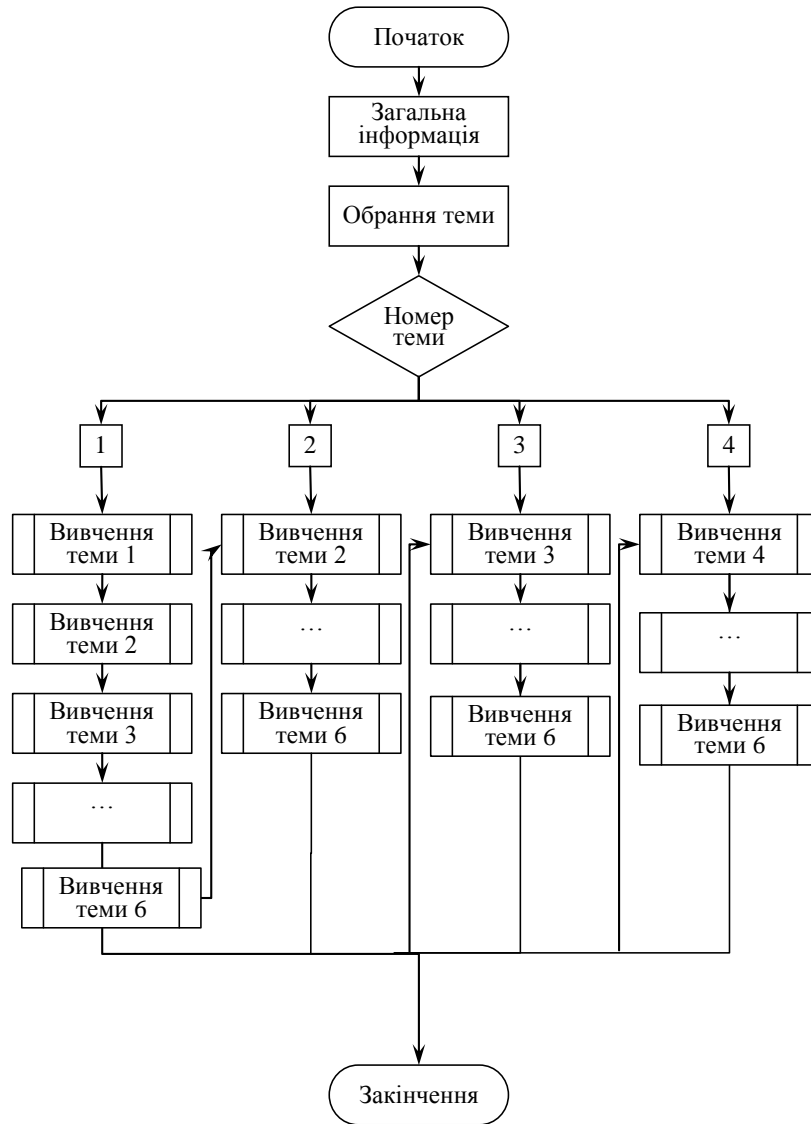 Початок
Загальна
інформація
Обрання теми
Номер
теми
1
2
3
4
Вивчення
теми 1
Вивчення
теми 2
Вивчення
теми 3
Вивчення
теми 4
Вивчення
теми 2
…
…
…
Вивчення
теми 3
Вивчення
теми 6
Вивчення
теми 6
Вивчення
теми 6
…
Вивчення
теми 6
Закінчення